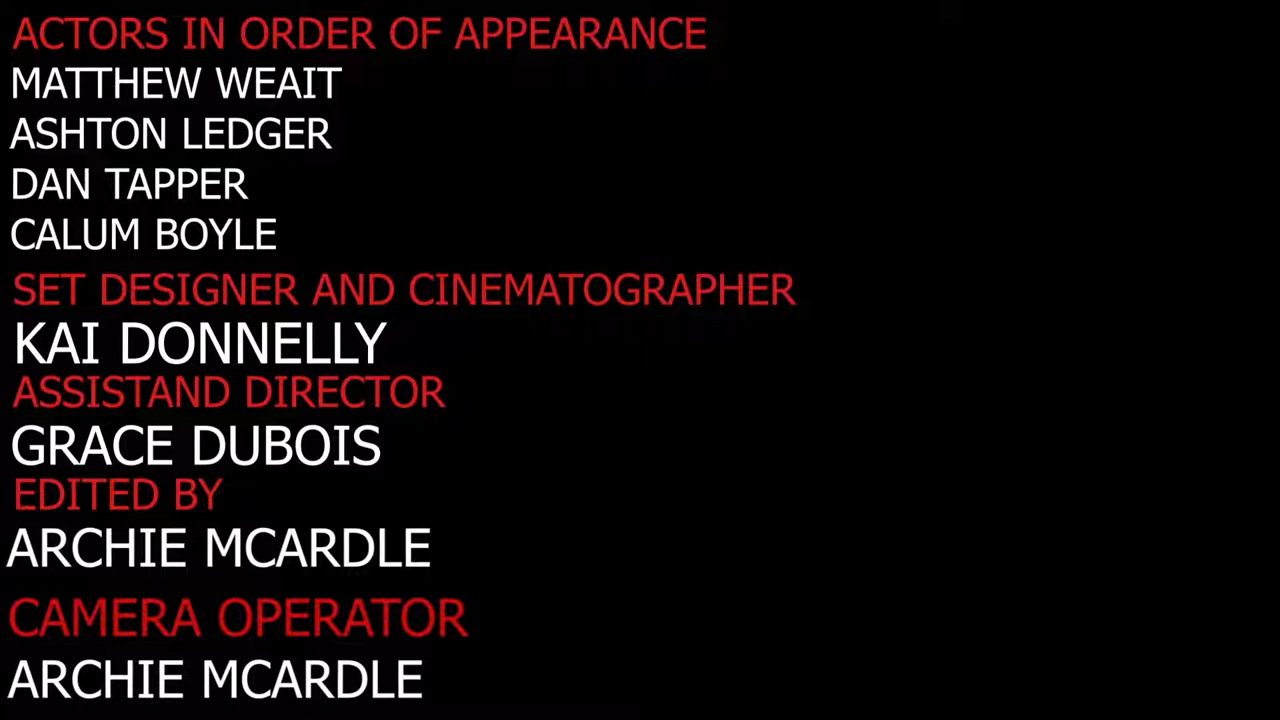 ACTORS IN ORDER OF APPEARANCE
MATTHEW WEAIT
ASHTON LEDGER
DAN TAPPER
CALUM BOYLE
SET DESIGNER AND CINEMATOGRAPHER
KAI DONNELLY
ASSISTAND DIRECTOR
GRACE DUBOIS
EDITED BY
ARCHIE MCARDLE
CAMERA OPERATOR
ARCHIE MCARDLE